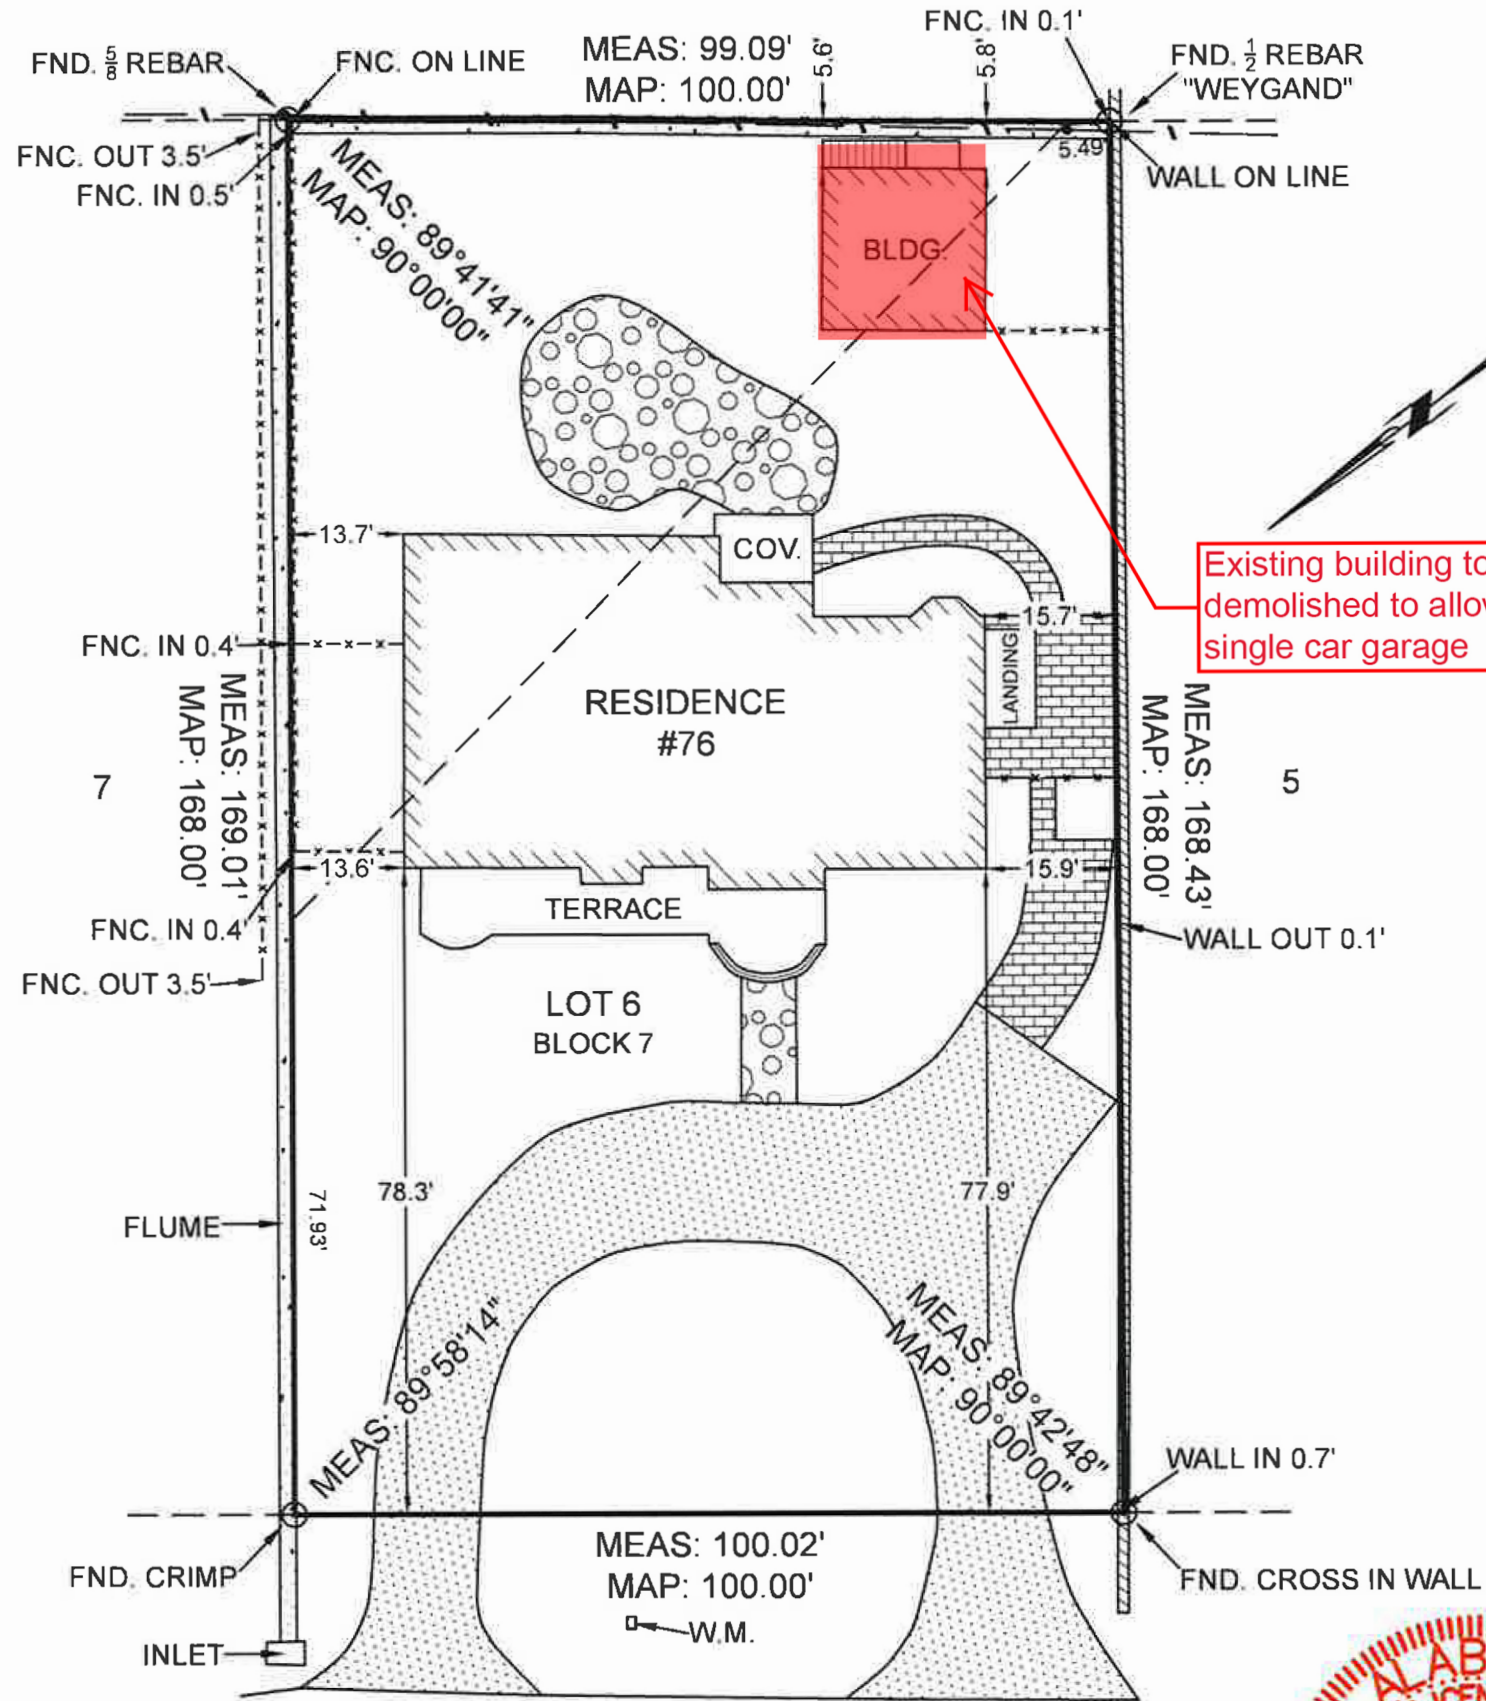 FNC. IN 0.1'
FND. 5/8 REBAR
FNC. ON LINE
MEAS: 99.09'
MAP: 100.00'
5.6'
5.8'
FND. 1/2 REBAR
"WEYGAND"
FNC. OUT 3.5'
FNC. IN 0.5'
MEAS: 89°41'41"
MAP: 90°00'00"
5.49'
WALL ON LINE
BLDG.
13.7'
COV.
Existing building to
demolished to allow
single car garage
15.7'
LANDING
FNC. IN 0.4'
RESIDENCE
#76
MEAS: 169.01'
MAP: 168.00'
MEAS: 168.43'
MAP: 168.00'
7
5
13.6'
15.9'
TERRACE
FNC. IN 0.4'
FNC. OUT 3.5'
WALL OUT 0.1'
LOT 6
BLOCK 7
78.3'
77.9'
71.93'
FLUME
MEAS: 89°58'14"
MEAS: 89°42'48"
MAP: 90°00'00"
WALL IN 0.7'
MEAS: 100.02'
MAP: 100.00'
FND. CRIMP
FND. CROSS IN WALL
W.M.
INLET
ALAB